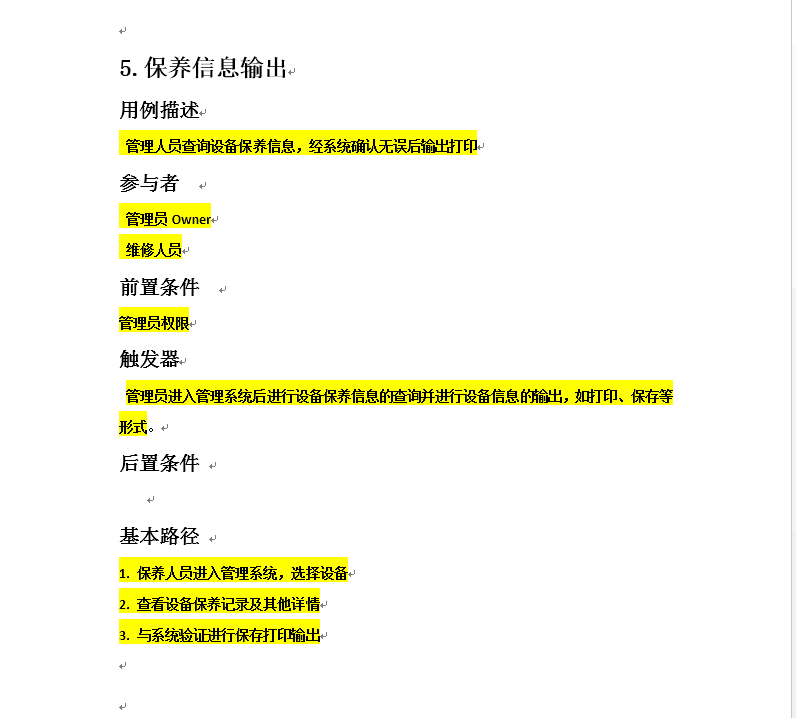 5. 保养信息输出
用例描述
管理人员查询设备保养信息，经系统确认无误后输出打印
参与者
管理员 Owner
维修人员
前置条件
管理员权限
触发器
管理员进入管理系统后进行设备保养信息的查询并进行设备信息的输出，如打印、保存等
形式。
后置条件
基本路径
1. 保养人员进入管理系统，选择设备
2. 查看设备保养记录及其他详情
3. 与系统验证进行保存打印输出